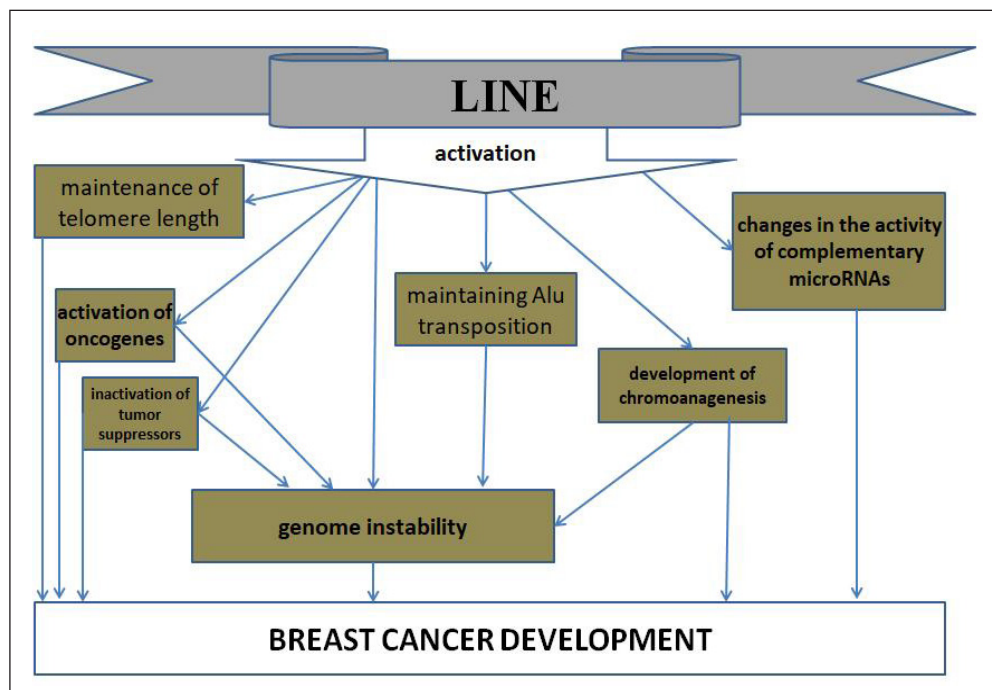 LINE
activation
maintenance of
telomere length
changes in the activity
of complementary
microRNAs
activation of
oncogenes
maintaining Alu
transposition
inactivation of
tumor
suppressors
development of
chromoanagenesis
genome instability
BREAST CANCER DEVELOPMENT